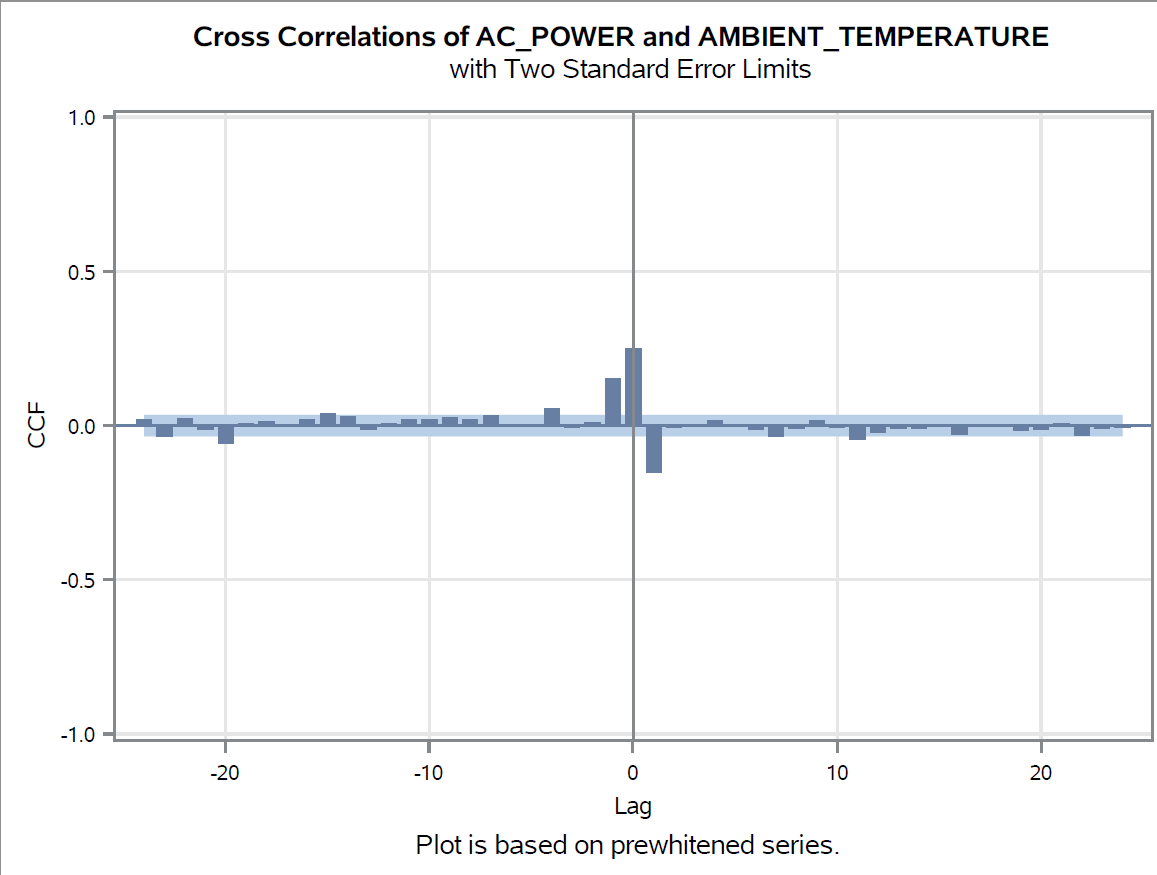 Cross Correlations of AC_POWER and AMBIENT_TEMPERATURE
with Two Standard Error Limits
1.0
0.5
0.0
-0.5
-1.0
CCF
-20
-10
0
10
20
Lag
Plot is based on prewhitened series.